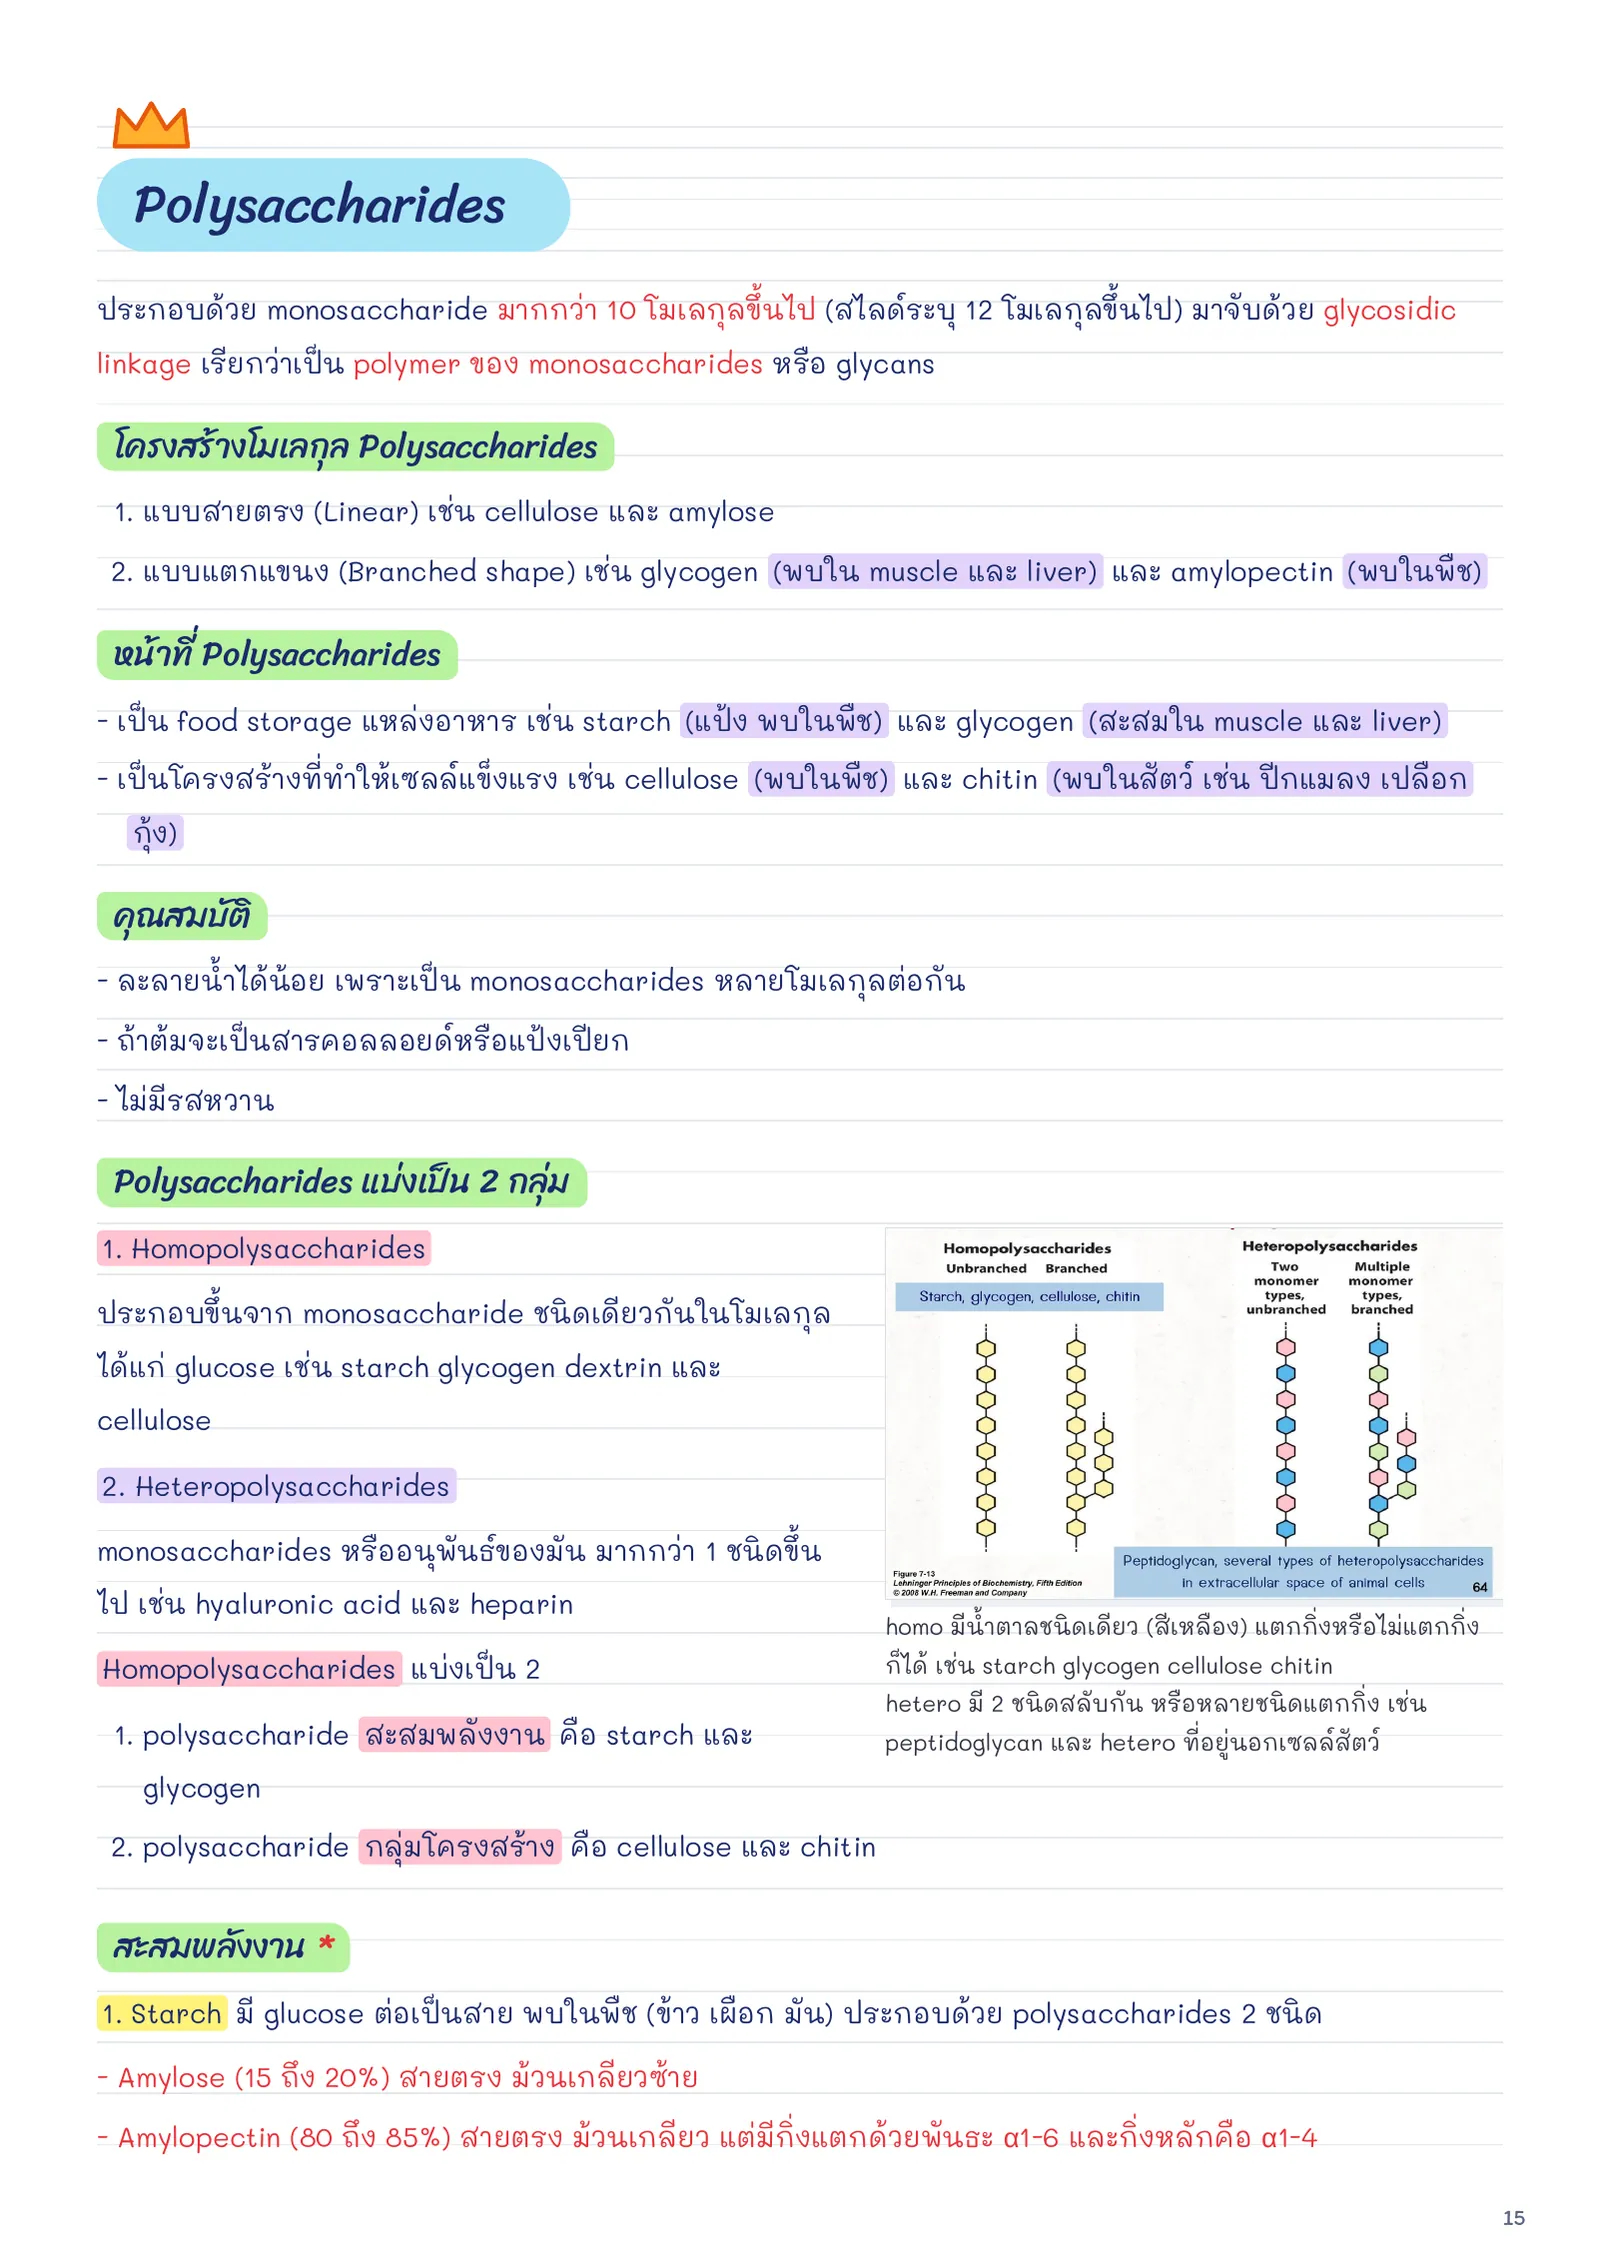 Polysaccharides
ประกอบด้วย monosaccharide มากกว่า 10 โมเลกุลขึ้นไป (สไลด์ระบุ 12 โมเลกุลขึ้นไป) มาจับด้วย glycosidic
linkage เรียกว่าเป็น polymer ของ monosaccharides หรือ glycans
โครงสร้างโมเลกุล Polysaccharides
1. แบบสายตรง (Linear) เช่น cellulose และ amylose
2. แบบแตกแขนง (Branched shape) เช่น glycogen (พบใน muscle และ liver) และ amylopectin (พบในพืช)
หน้าที่ Polysaccharides
- เป็น food storage แหล่งอาหาร เช่น starch (แป้ง พบในพืช) และ glycogen (สะสมใน muscle และ liver)
- เป็นโครงสร้างที่ทำให้เซลล์แข็งแรง เช่น cellulose (พบในพืช) และ chitin (พบในสัตว์ เช่น ปีกแมลง เปลือก
กุ้ง)
คุณสมบัติ
- ละลายน้ำได้น้อย เพราะเป็น monosaccharides หลายโมเลกุลต่อกัน
- ถ้าต้มจะเป็นสารคอลลอยด์หรือแป้งเปียก
- ไม่มีรสหวาน
Polysaccharides แบ่งเป็น 2 กลุ่ม
1. Homopolysaccharides
ประกอบขึ้นจาก monosaccharide ชนิดเดียวกันในโมเลกุล
ได้แก่ glucose เช่น starch glycogen dextrin และ
cellulose
2. Heteropolysaccharides
monosaccharides หรืออนุพันธ์ของมัน มากกว่า 1 ชนิดขึ้น
ไป เช่น hyaluronic acid และ heparin
Homopolysaccharides แบ่งเป็น 2
1. polysaccharide สะสมพลังงาน คือ starch และ
glycogen
2. polysaccharide กลุ่มโครงสร้าง คือ cellulose และ chitin
Homopolysaccharides
Unbranched Branched
Starch, glycogen, cellulose, chitin
Heteropolysaccharides
Two monomer types, unbranched
Multiple monomer types, branched
Peptidoglycan, several types of heteropolysaccharides
in extracellular space of animal cells
64
Figure 7-13
Lehninger Principles of Biochemistry, Fifth Edition
© 2008 W.H. Freeman and Company
homo มีน้ำตาลชนิดเดียว (สีเหลือง) แตกกิ่งหรือไม่แตกกิ่ง
ก็ได้ เช่น starch glycogen cellulose chitin
hetero มี 2 ชนิดสลับกัน หรือหลายชนิดแตกกิ่ง เช่น
peptidoglycan และ hetero ที่อยู่นอกเซลล์สัตว์
สะสมพลังงาน *
1. Starch มี glucose ต่อเป็นสาย พบในพืช (ข้าว เผือก มัน) ประกอบด้วย polysaccharides 2 ชนิด
- Amylose (15 ถึง 20%) สายตรง ม้วนเกลียวซ้าย
- Amylopectin (80 ถึง 85%) สายตรง ม้วนเกลียว แต่มีกิ่งแตกด้วยพันธะ α1-6 และกิ่งหลักคือ α1-4
15